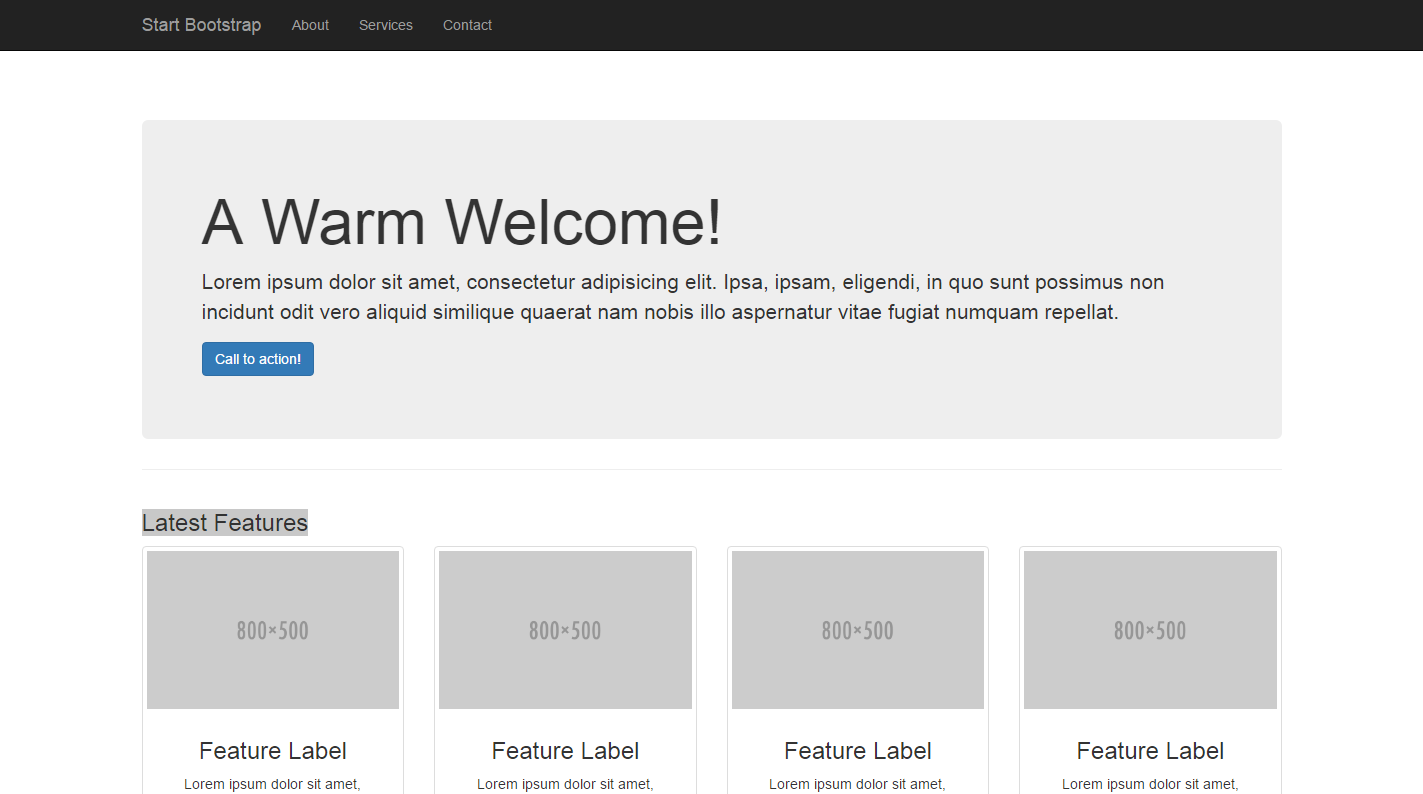 Start Bootstrap About Services Contact
A Warm Welcome!
Lorem ipsum dolor sit amet, consectetur adipisicing elit. Ipsa, ipsam, eligendi, in quo sunt possimus non
incidunt odit vero aliquid similique quaerat nam nobis illo aspernatur vitae fugiat numquam repellat.
Call to action!
Latest Features
800×500 800×500 800×500 800×500
Feature Label Feature Label Feature Label Feature Label
Lorem ipsum dolor sit amet, Lorem ipsum dolor sit amet, Lorem ipsum dolor sit amet, Lorem ipsum dolor sit amet,